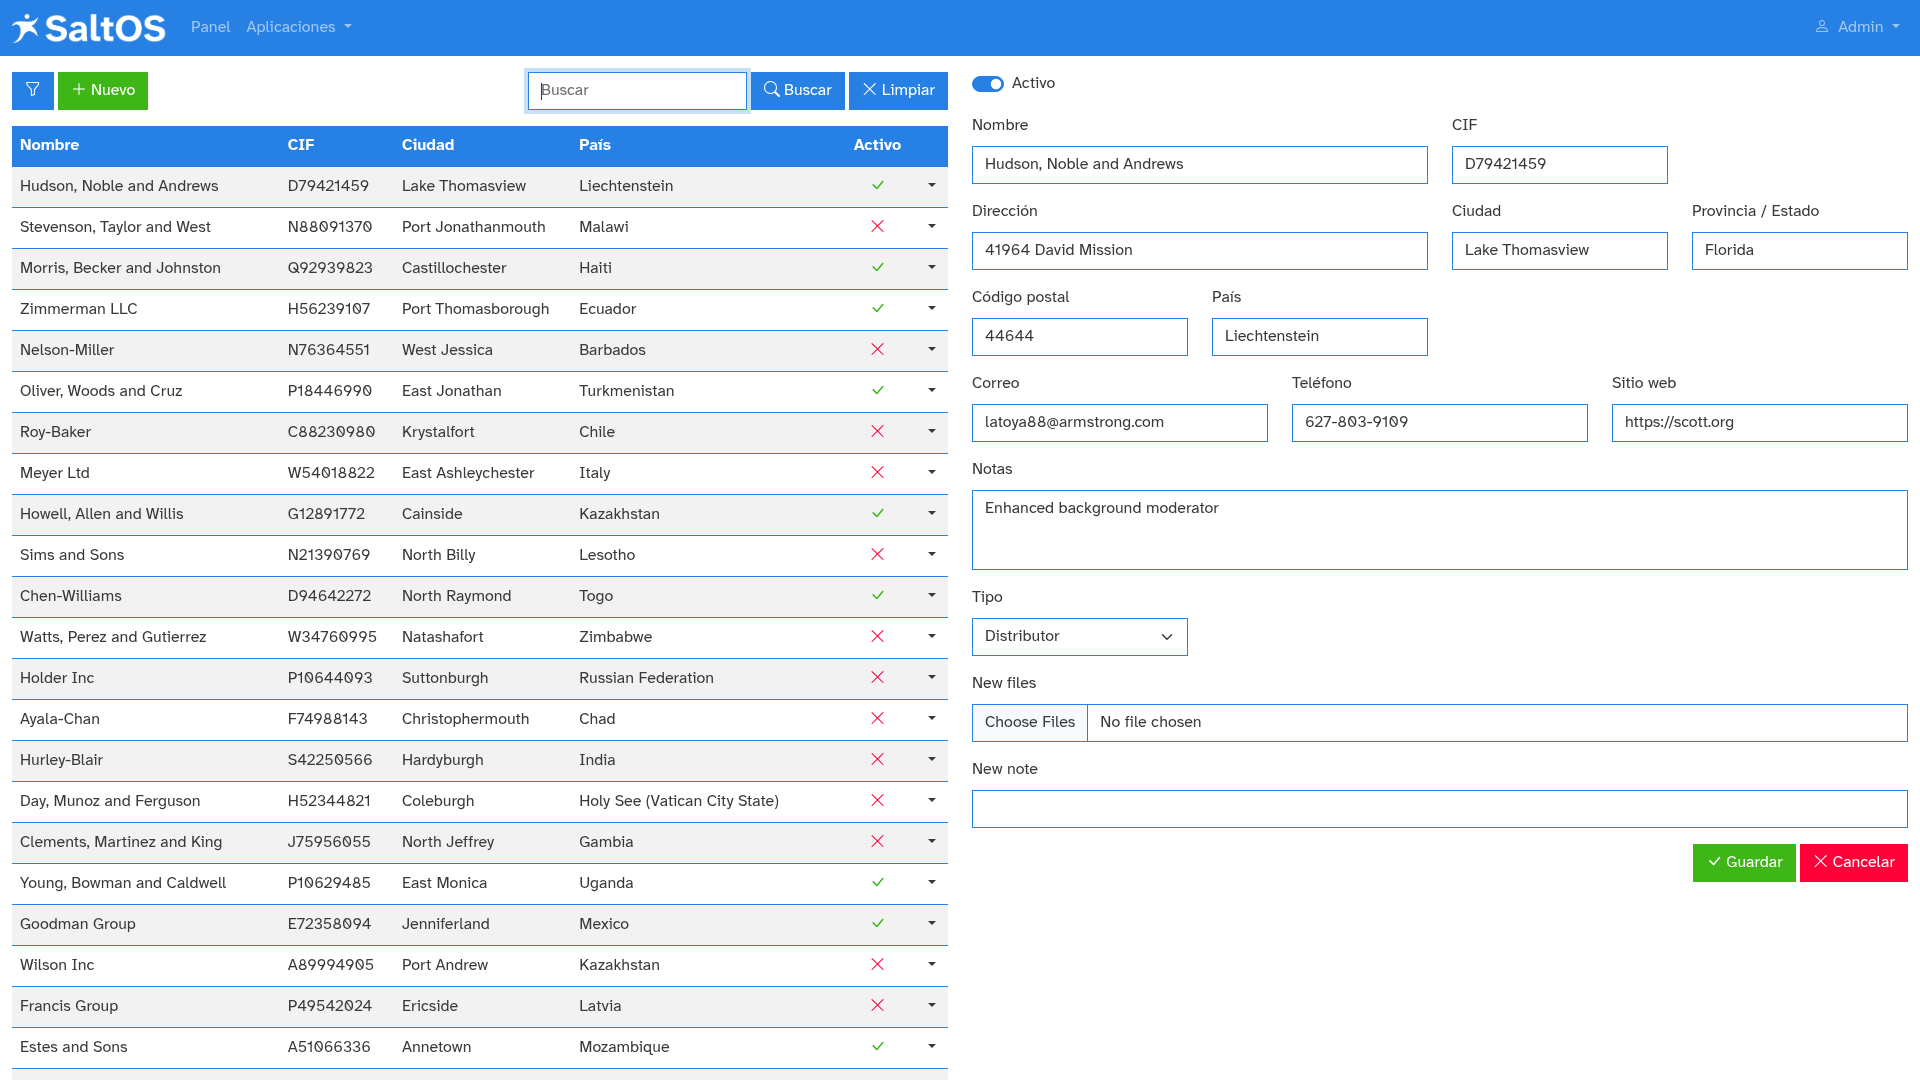 SaltOS Panel Aplicaciones Admin
Nuevo Buscar Buscar Limpiar
Nombre CIF Ciudad País Activo
Hudson, Noble and Andrews D79421459 Lake Thomasview Liechtenstein
Stevenson, Taylor and West N88091370 Port Jonathanmouth Malawi
Morris, Becker and Johnston Q92939823 Castillochester Haiti
Zimmerman LLC H56239107 Port Thomasborough Ecuador
Nelson-Miller N76364551 West Jessica Barbados
Oliver, Woods and Cruz P18446990 East Jonathan Turkmenistan
Roy-Baker C88230980 Krystalfort Chile
Meyer Ltd W54018822 East Ashleychester Italy
Howell, Allen and Willis G12891772 Cainside Kazakhstan
Sims and Sons N21390769 North Billy Lesotho
Chen-Williams D94642272 North Raymond Togo
Watts, Perez and Gutierrez W34760995 Natashafort Zimbabwe
Holder Inc P10644093 Suttonburgh Russian Federation
Ayala-Chan F74988143 Christophermouth Chad
Hurley-Blair S42250566 Hardyburgh India
Day, Munoz and Ferguson H52344821 Coleburgh Holy See (Vatican City State)
Clements, Martinez and King J75956055 North Jeffrey Gambia
Young, Bowman and Caldwell P10629485 East Monica Uganda
Goodman Group E72358094 Jenniferland Mexico
Wilson Inc A89994905 Port Andrew Kazakhstan
Francis Group P49542024 Ericside Latvia
Estes and Sons A51066336 Annetown Mozambique
Activo
Nombre CIF
Hudson, Noble and Andrews D79421459
Dirección Ciudad Provincia / Estado
41964 David Mission Lake Thomasview Florida
Código postal País
44644 Liechtenstein
Correo Teléfono Sitio web
latoya88@armstrong.com 627-803-9109 https://scott.org
Notas
Enhanced background moderator
Tipo
Distributor
New files
Choose Files No file chosen
New note
Guardar Cancelar